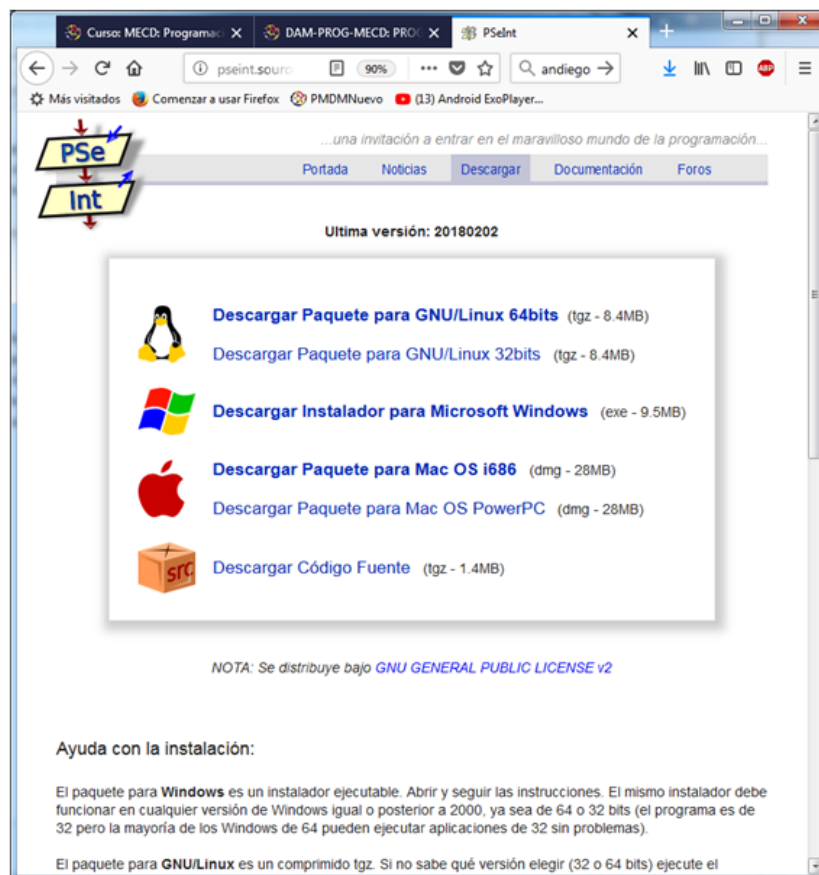 Curso: MECD: Programac
DAM-PROG-MECD: PROG
PSeInt
pseint.sourc
90%
andiego
Más visitados
Comenzar a usar Firefox
PMDMNuevo
(13) Android ExoPlayer...
PSe
Int
...una invitación a entrar en el maravilloso mundo de la programación...
Portada Noticias Descargar Documentación Foros
Ultima versión: 20180202
Descargar Paquete para GNU/Linux 64bits (tgz - 8.4MB)
Descargar Paquete para GNU/Linux 32bits (tgz - 8.4MB)
Descargar Instalador para Microsoft Windows (exe - 9.5MB)
Descargar Paquete para Mac OS i686 (dmg - 28MB)
Descargar Paquete para Mac OS PowerPC (dmg - 28MB)
src
Descargar Código Fuente (tgz - 1.4MB)
NOTA: Se distribuye bajo GNU GENERAL PUBLIC LICENSE v2
Ayuda con la instalación:
El paquete para Windows es un instalador ejecutable. Abrir y seguir las instrucciones. El mismo instalador debe
funcionar en cualquier versión de Windows igual o posterior a 2000, ya sea de 64 o 32 bits (el programa es de
32 pero la mayoría de los Windows de 64 pueden ejecutar aplicaciones de 32 sin problemas).
El paquete para GNU/Linux es un comprimido tgz. Si no sabe qué versión elegir (32 o 64 bits) ejecute el